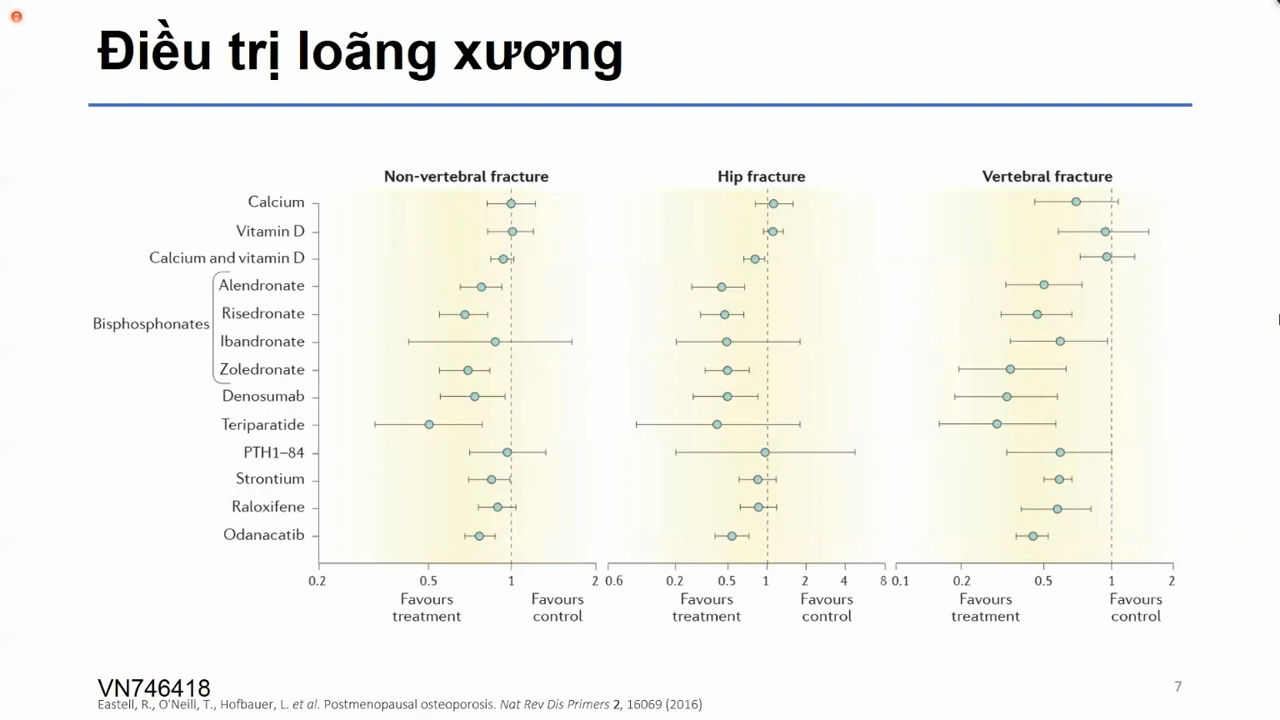 Điều trị loãng xương
Non-vertebral fracture
Hip fracture
Vertebral fracture
Calcium
Vitamin D
Calcium and vitamin D
Bisphosphonates
Alendronate
Risedronate
Ibandronate
Zoledronate
Denosumab
Teriparatide
PTH1–84
Strontium
Raloxifene
Odanacatib
0.2 0.5 1 2
0.6 0.2 0.5 1 2 4 8
0.1 0.2 0.5 1 2
Favours treatment
Favours control
Favours treatment
Favours control
Favours treatment
Favours control
VN746418
Eastell, R., O'Neill, T., Hofbauer, L. et al. Postmenopausal osteoporosis. Nat Rev Dis Primers 2, 16069 (2016)
7